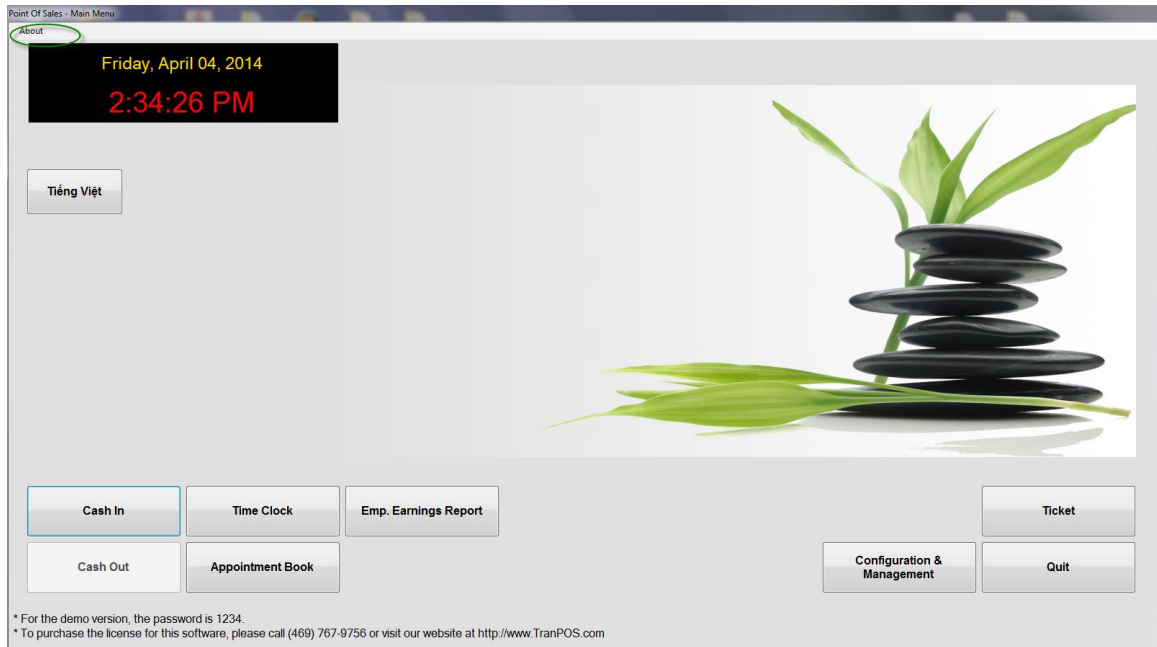 Point Of Sales - Main Menu
About
Friday, April 04, 2014
2:34:26 PM
Tiếng Việt
Cash In
Time Clock
Emp. Earnings Report
Ticket
Cash Out
Appointment Book
Configuration &
Management
Quit
* For the demo version, the password is 1234.
* To purchase the license for this software, please call (469) 767-9756 or visit our website at http://www.TranPOS.com